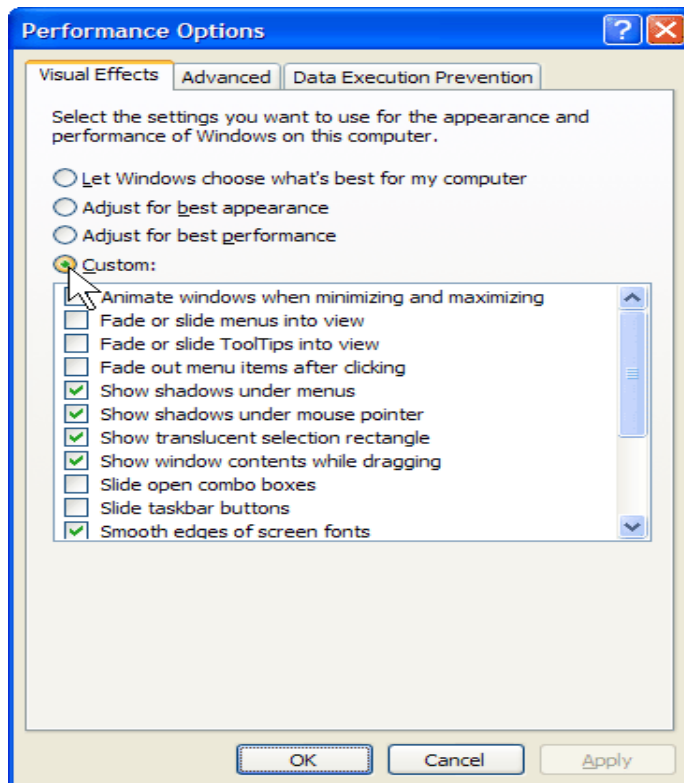 Performance Options
Visual Effects Advanced Data Execution Prevention
Select the settings you want to use for the appearance and
performance of Windows on this computer.
Let Windows choose what's best for my computer
Adjust for best appearance
Adjust for best performance
Custom:
Animate windows when minimizing and maximizing
Fade or slide menus into view
Fade or slide ToolTips into view
Fade out menu items after clicking
Show shadows under menus
Show shadows under mouse pointer
Show translucent selection rectangle
Show window contents while dragging
Slide open combo boxes
Slide taskbar buttons
Smooth edges of screen fonts
OK Cancel Apply